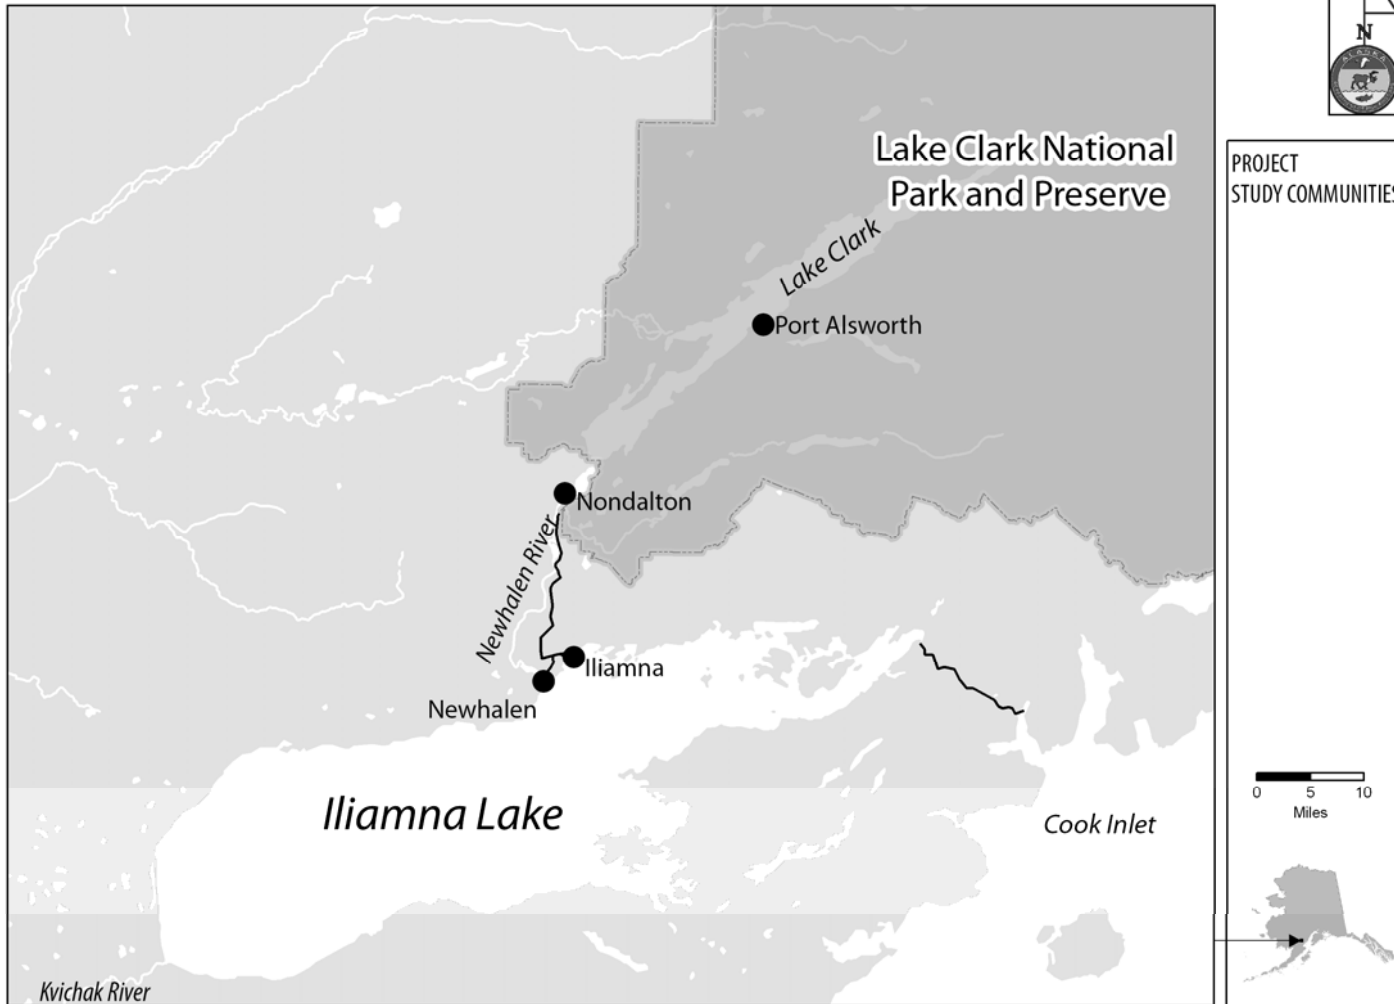 N
ALASKA
Lake Clark National
Park and Preserve
PROJECT
STUDY COMMUNITIES
Lake Clark
Port Alsworth
Nondalton
Newhalen River
Iliamna
Newhalen
0 5 10
Miles
Iliamna Lake
Cook Inlet
Kvichak River